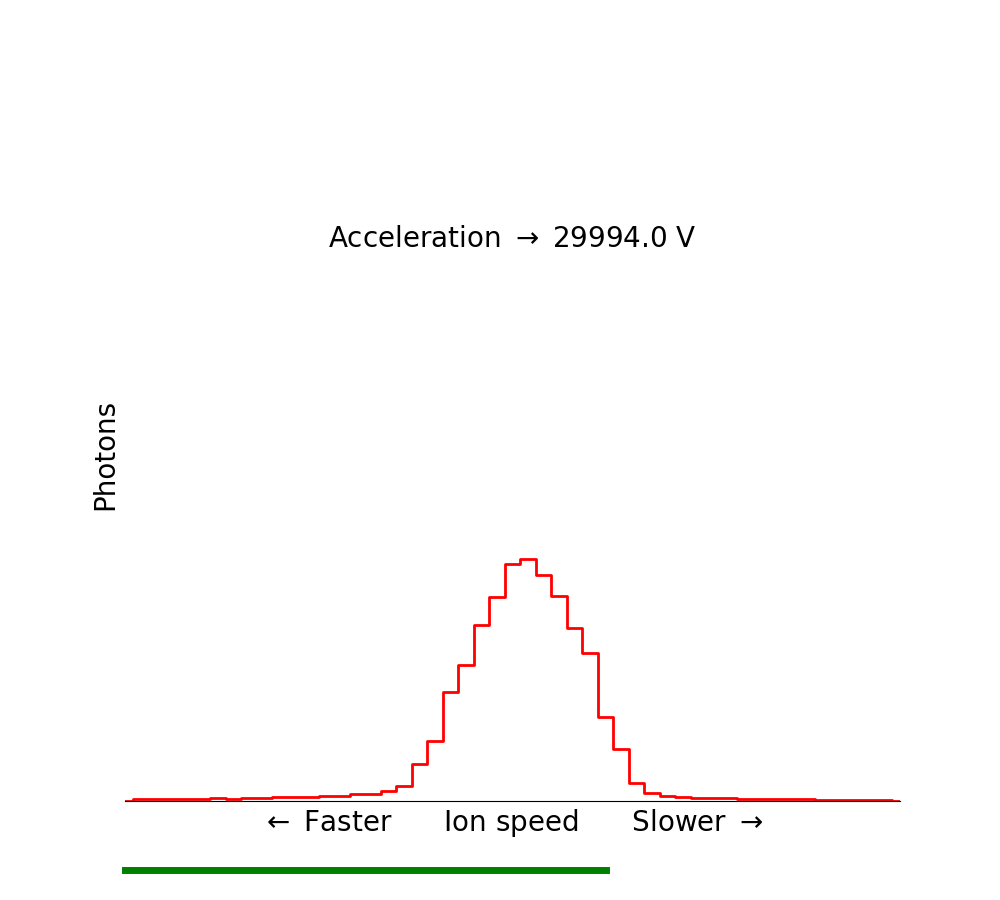 Acceleration → 29994.0 V
Photons
← Faster Ion speed Slower →